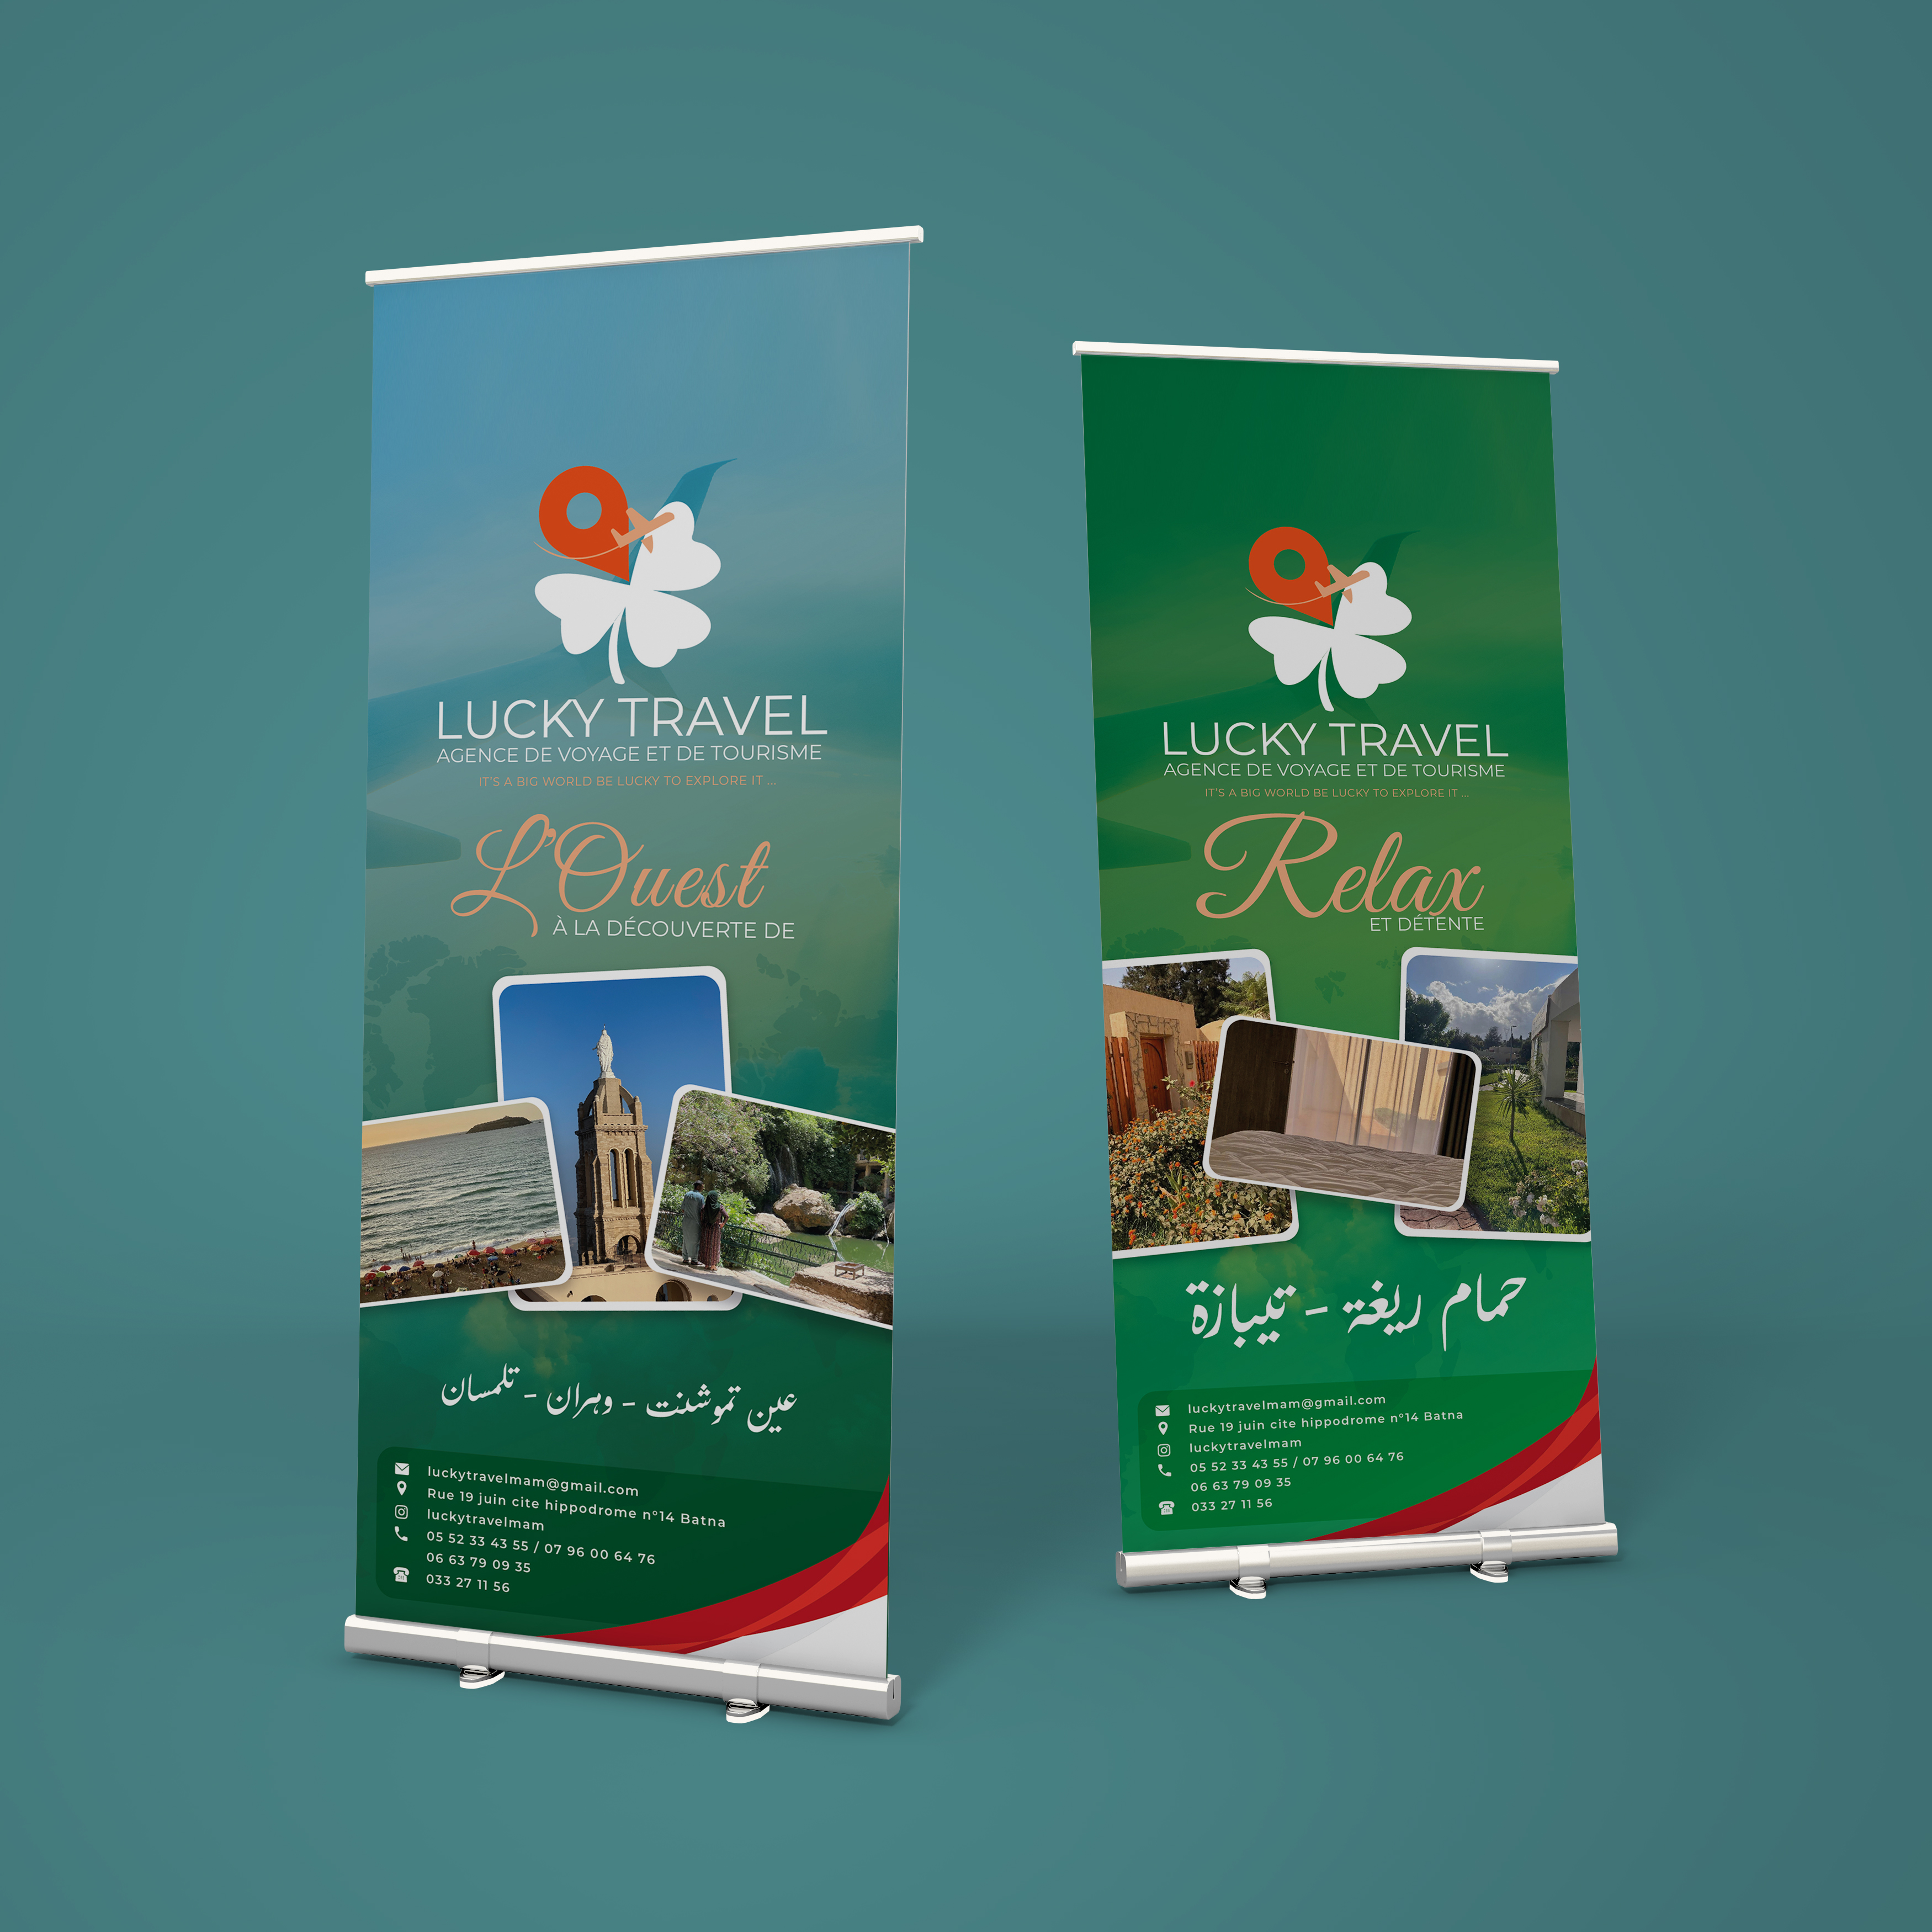 LUCKY TRAVEL
AGENCE DE VOYAGE ET DE TOURISME
IT'S A BIG WORLD BE LUCKY TO EXPLORE IT ...
L'Ouest
À LA DÉCOUVERTE DE
عين تموشنت - وهران - تلمسان
luckytravelmam@gmail.com
Rue 19 juin cite hippodrome n°14 Batna
luckytravelmam
05 52 33 43 55 / 07 96 00 64 76
06 63 79 09 35
033 27 11 56
LUCKY TRAVEL
AGENCE DE VOYAGE ET DE TOURISME
IT'S A BIG WORLD BE LUCKY TO EXPLORE IT ...
Relax
ET DÉTENTE
حمام ريغة - تيبازة
luckytravelmam@gmail.com
Rue 19 juin cite hippodrome n°14 Batna
luckytravelmam
05 52 33 43 55 / 07 96 00 64 76
06 63 79 09 35
033 27 11 56